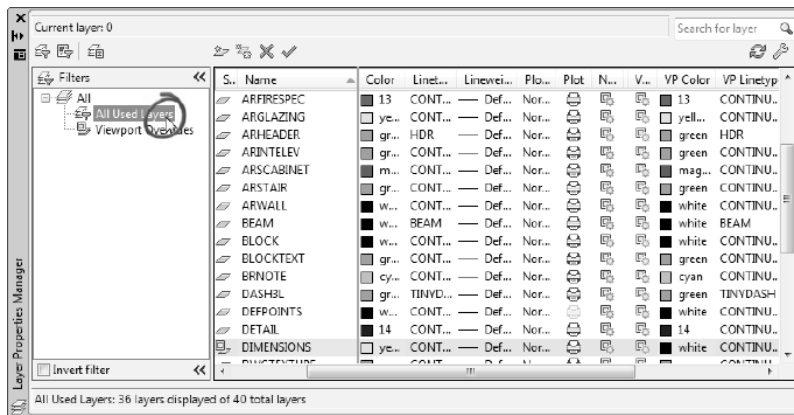 Current layer: 0
Search for layer
Filters
All
All Used Layers
Viewport Overrides
Invert filter
S.. Name Color Linet... Linewei... Plo... Plot N... V... VP Color VP Linetyp
ARFIRESPEC 13 CONT... Def... Nor... 13 CONTINU..
ARGLAZING ye... CONT... Def... Nor... yell... CONTINU..
ARHEADER gr... HDR Def... Nor... green HDR
ARINTELEV gr... CONT... Def... Nor... green CONTINU..
ARSCABINET m... CONT... Def... Nor... mag... CONTINU..
ARSTAIR gr... CONT... Def... Nor... green CONTINU..
ARWALL w... CONT... Def... Nor... white CONTINU..
BEAM w... BEAM Def... Nor... white BEAM
BLOCK w... CONT... Def... Nor... white CONTINU..
BLOCKTEXT gr... CONT... Def... Nor... green CONTINU..
BRNOTE cy... CONT... Def... Nor... cyan CONTINU..
DASH3L gr... TINYD... Def... Nor... green TINYDASH
DEFPOINTS w... CONT... Def... Nor... white CONTINU..
DETAIL 14 CONT... Def... Nor... 14 CONTINU..
DIMENSIONS ye... CONT... Def... Nor... white CONTINU..
Layer Properties Manager
All Used Layers: 36 layers displayed of 40 total layers